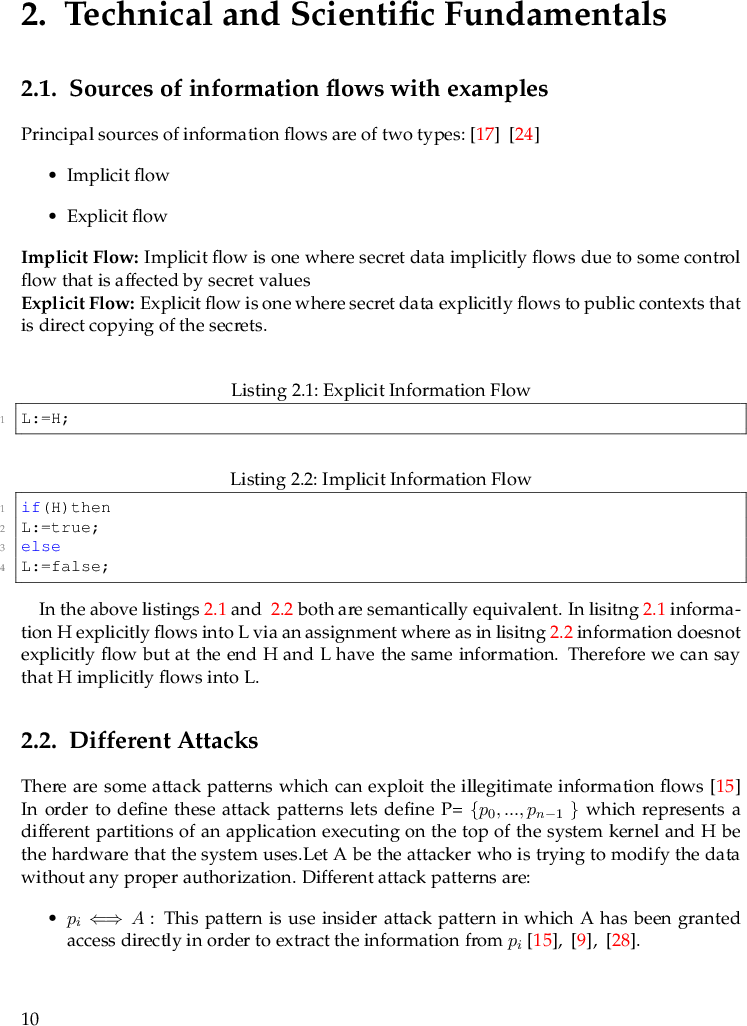 2. Technical and Scientific Fundamentals
2.1. Sources of information flows with examples
Principal sources of information flows are of two types: [17] [24]
• Implicit flow
• Explicit flow
Implicit Flow: Implicit flow is one where secret data implicitly flows due to some control
flow that is affected by secret values
Explicit Flow: Explicit flow is one where secret data explicitly flows to public contexts that
is direct copying of the secrets.
Listing 2.1: Explicit Information Flow
1 L:=H;
Listing 2.2: Implicit Information Flow
1 if(H)then
2 L:=true;
3 else
4 L:=false;
In the above listings 2.1 and 2.2 both are semantically equivalent. In lisitng 2.1 informa-
tion H explicitly flows into L via an assignment where as in lisitng 2.2 information doesnot
explicitly flow but at the end H and L have the same information. Therefore we can say
that H implicitly flows into L.
2.2. Different Attacks
There are some attack patterns which can exploit the illegitimate information flows [15]
In order to define these attack patterns lets define P= {p₀, ..., pₙ₋₁ } which represents a
different partitions of an application executing on the top of the system kernel and H be
the hardware that the system uses.Let A be the attacker who is trying to modify the data
without any proper authorization. Different attack patterns are:
• pᵢ ⟺ A : This pattern is use insider attack pattern in which A has been granted
access directly in order to extract the information from pᵢ [15], [9], [28].
10